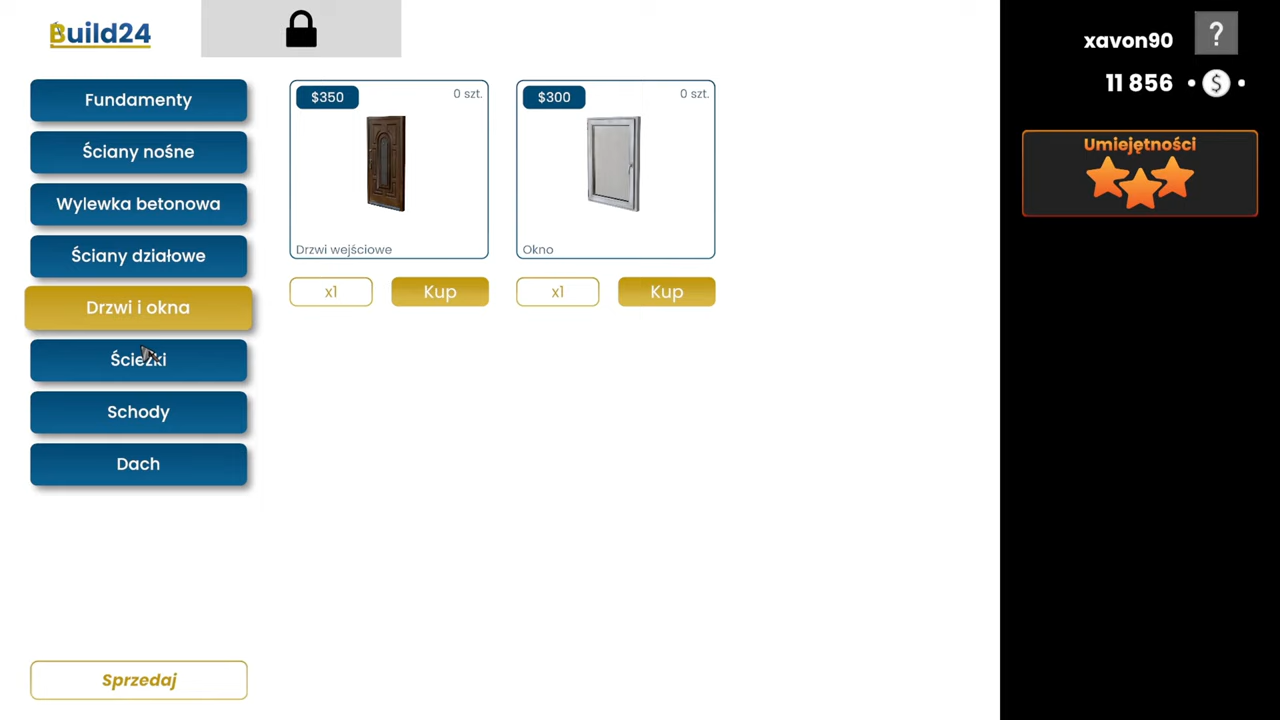 Build24
Fundamenty
Ściany nośne
Wylewka betonowa
Ściany działowe
Drzwi i okna
Ścieżki
Schody
Dach
Sprzedaj
$350
0 szt.
Drzwi wejściowe
x1
Kup
$300
0 szt.
Okno
x1
Kup
xavon90
?
11 856
$
Umiejętności